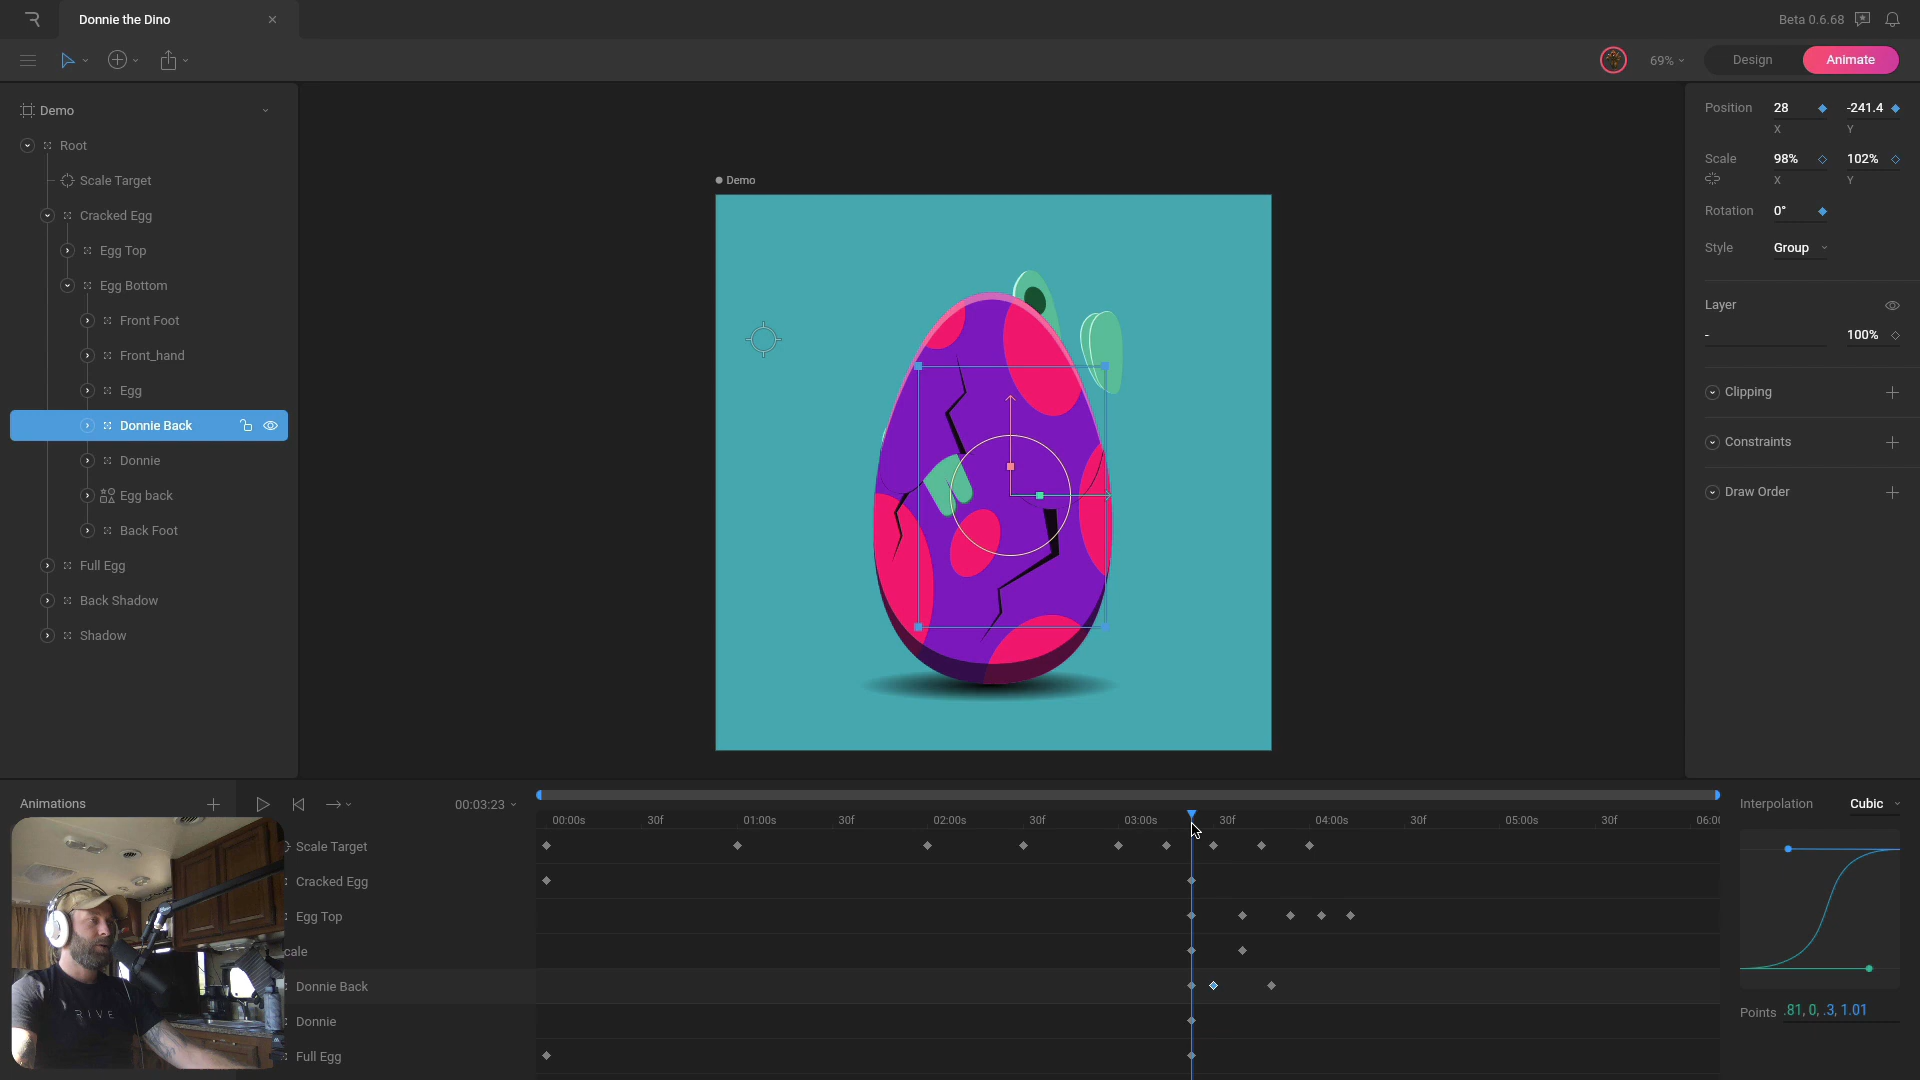 Donnie the Dino
Beta 0.6.68
69%
Design
Animate
Demo
Root
Scale Target
Cracked Egg
Egg Top
Egg Bottom
Front Foot
Front_hand
Egg
Donnie Back
Donnie
Egg back
Back Foot
Full Egg
Back Shadow
Shadow
Demo
Position 28 -241.4
X Y
Scale 98% 102%
X Y
Rotation 0°
Style Group
Layer
- 100%
Clipping
Constraints
Draw Order
Animations
00:03:23
00:00s 30f 01:00s 30f 02:00s 30f 03:00s 30f 04:00s 30f 05:00s 30f 06:00
Scale Target
Cracked Egg
Egg Top
cale
Donnie Back
Donnie
Full Egg
Interpolation Cubic
Points .81, 0, .3, 1.01
RIVE